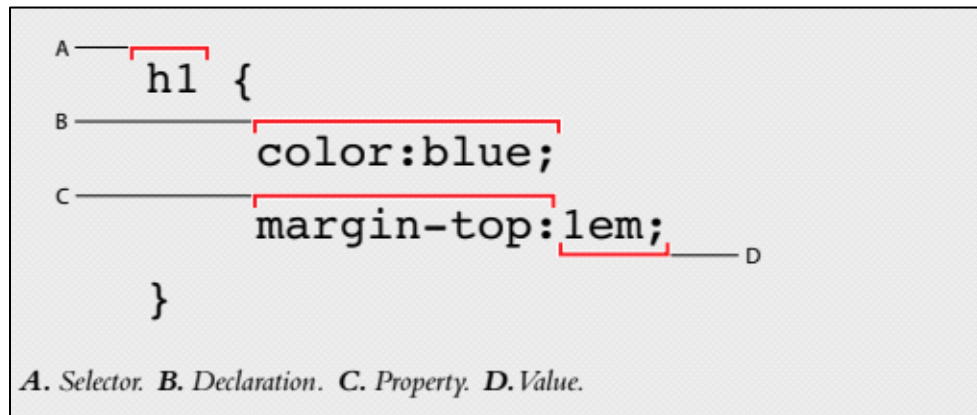 A
h1 {
B
color:blue;
C
margin-top:1em;
D
}
A. Selector. B. Declaration. C. Property. D. Value.